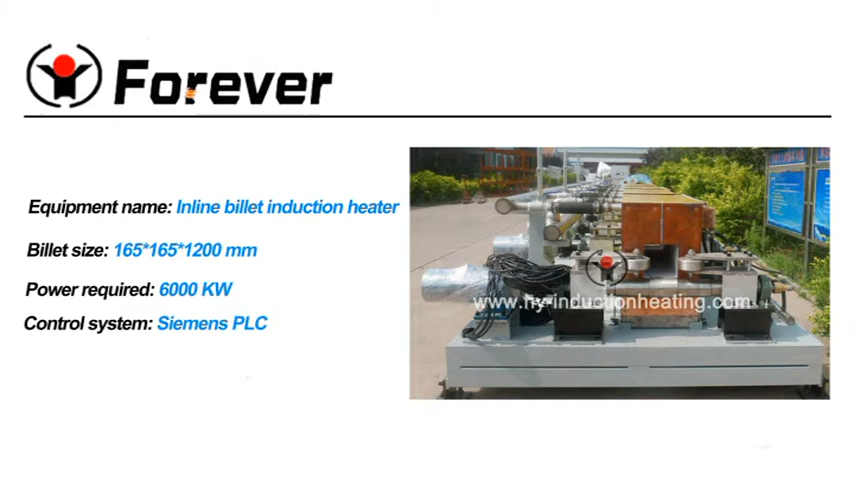 Forever
Equipment name: Inline billet induction heater
Billet size: 165*165*1200 mm
Power required: 6000 KW
Control system: Siemens PLC
www.hy-inductionheating.com